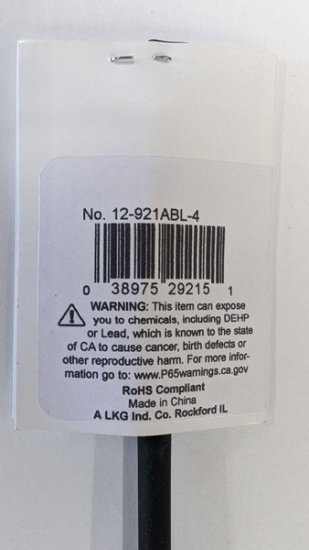 No. 12-921ABL-4
0 38975 29215 1
WARNING: This item can expose
you to chemicals, including DEHP
or Lead, which is known to the state
of CA to cause cancer, birth defects or
other reproductive harm. For more infor-
mation go to: www.P65warnings.ca.gov
RoHS Compliant
Made in China
A LKG Ind. Co. Rockford IL